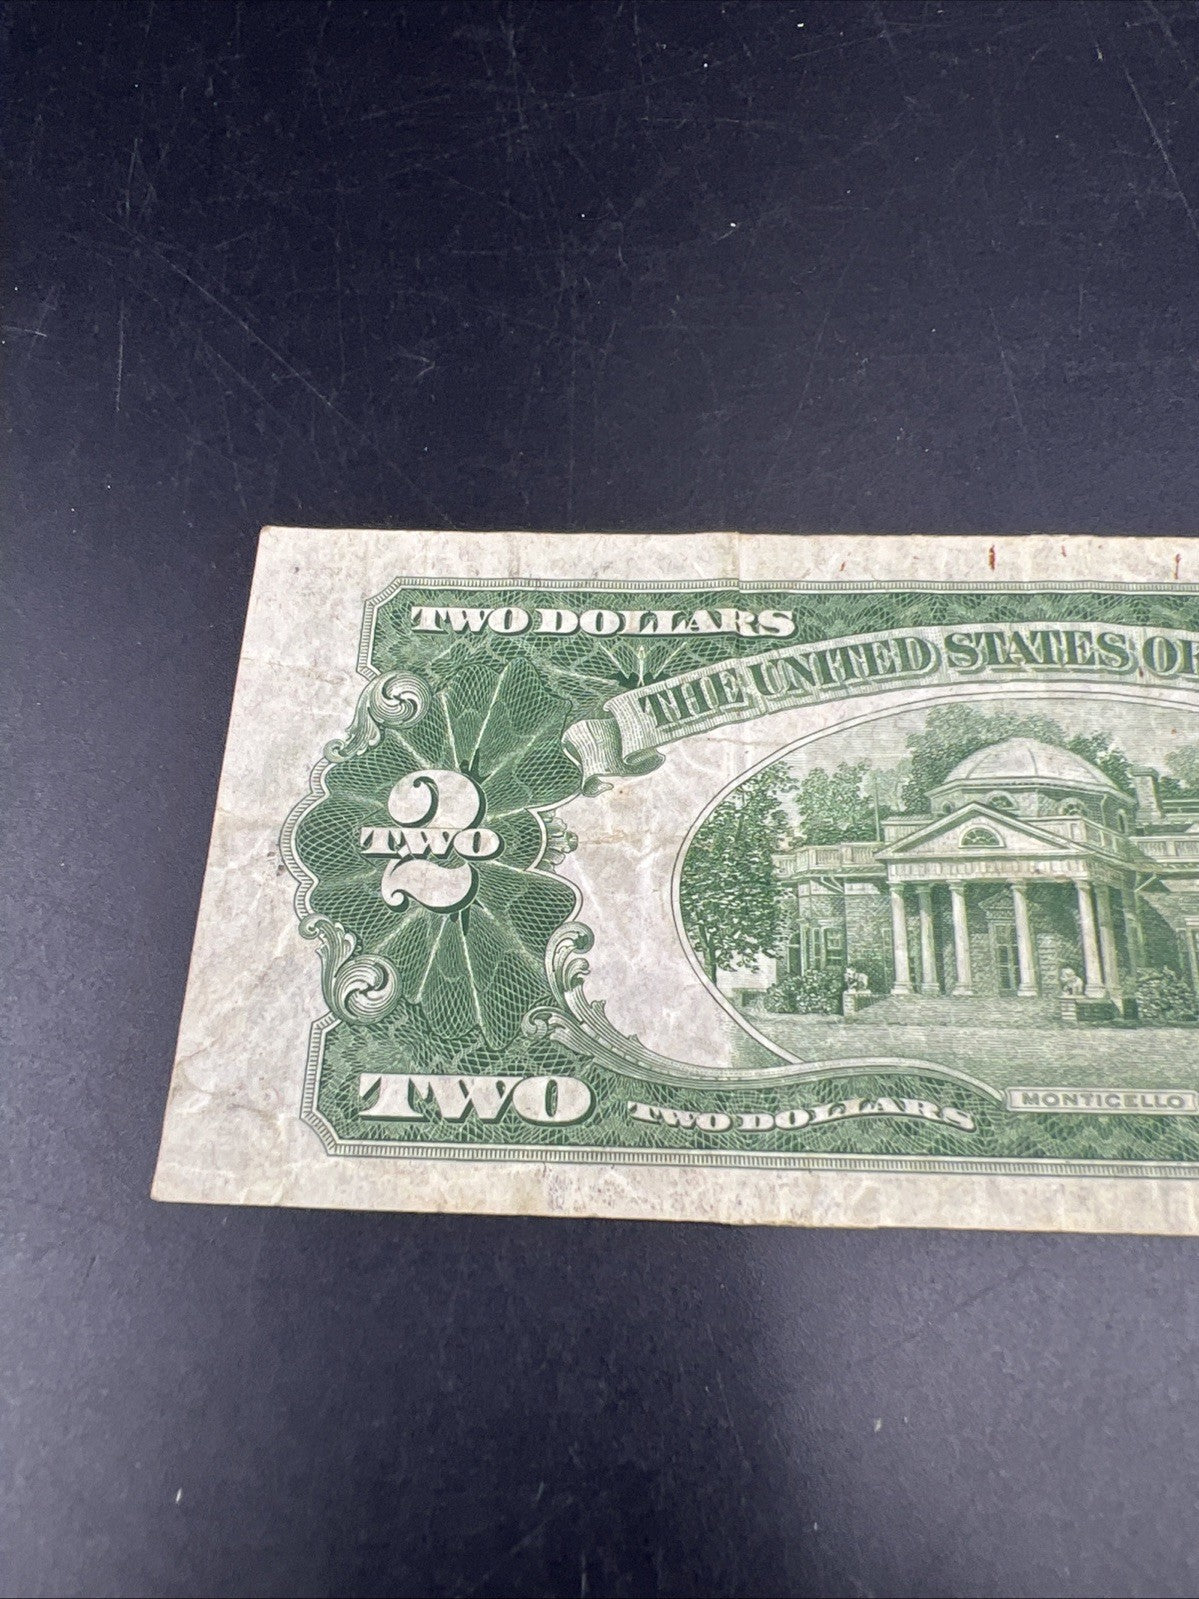 TWO DOLLARS
THE UNITED STATES OF
2
TWO
TWO
TWO DOLLARS
MONTICELLO